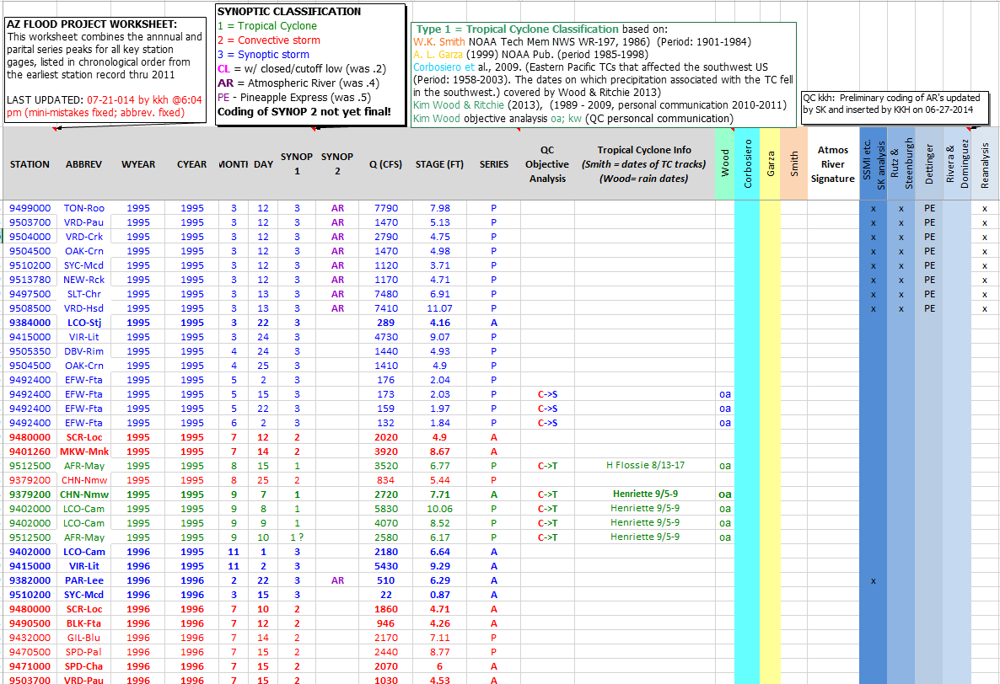 AZ FLOOD PROJECT WORKSHEET:
This worksheet combines the annnual and
parital series peaks for all key station
gages, listed in chronological order from
the earliest station record thru 2011
LAST UPDATED: 07-21-014 by kkh @6:04
pm (mini-mistakes fixed; abbrev. fixed)
SYNOPTIC CLASSIFICATION
1 = Tropical Cyclone
2 = Convective storm
3 = Synoptic storm
CL = w/ closed/cutoff low (was .2)
AR = Atmospheric River (was .4)
PE - Pineapple Express (was .5)
Coding of SYNOP 2 not yet final!
Type 1 = Tropical Cyclone Classification based on:
W.K. Smith NOAA Tech Mem NWS WR-197, 1986) (Period: 1901-1984)
A. L. Garza (1999) NOAA Pub. (period 1985-1998)
Corbosiero et al., 2009. (Eastern Pacific TCs that affected the southwest US
(Period: 1958-2003). The dates on which precipitation associated with the TC fell
in the southwest.) covered by Wood & Ritchie 2013)
Kim Wood & Ritchie (2013), (1989 - 2009, personal communication 2010-2011)
Kim Wood objective analaysis oa; kw (QC personcal communication)
QC kkh: Preliminary coding of AR's updated
by SK and inserted by KKH on 06-27-2014
STATION ABBREV WYEAR CYEAR MONTH DAY SYNOP 1 SYNOP 2 Q (CFS) STAGE (FT) SERIES QC Objective Analysis Tropical Cyclone Info (Smith = dates of TC tracks) (Wood= rain dates) Wood Corbosiero Garza Smith Atmos River Signature SSMI etc. SK analysis Rutz & Steenburgh Dettinger Rivera & Dominguez Reanalysis
9499000 TON-Roo 1995 1995 3 12 3 AR 7790 7.98 P x x PE x
9503700 VRD-Pau 1995 1995 3 12 3 AR 1470 5.13 P x x PE x
9504000 VRD-Crk 1995 1995 3 12 3 AR 2790 4.75 P x x PE x
9504500 OAK-Crn 1995 1995 3 12 3 AR 1470 4.98 P x x PE x
9510200 SYC-Mcd 1995 1995 3 12 3 AR 1120 3.71 P x x PE x
9513780 NEW-Rck 1995 1995 3 12 3 AR 1170 4.71 P x x PE x
9497500 SLT-Chr 1995 1995 3 13 3 AR 7480 6.91 P x x PE x
9508500 VRD-Hsd 1995 1995 3 13 3 AR 7410 11.07 P x x PE x
9384000 LCO-Stj 1995 1995 3 22 3 289 4.16 A
9415000 VIR-Lit 1995 1995 3 24 3 4730 9.07 P
9505350 DBV-Rim 1995 1995 4 24 3 1440 4.93 P
9504500 OAK-Crn 1995 1995 4 25 3 1410 4.9 P
9492400 EFW-Fta 1995 1995 5 2 3 176 2.04 P
9492400 EFW-Fta 1995 1995 5 15 3 173 2.03 P C->S oa
9492400 EFW-Fta 1995 1995 5 22 3 159 1.97 P C->S oa
9492400 EFW-Fta 1995 1995 6 2 3 132 1.84 P C->S oa
9480000 SCR-Loc 1995 1995 7 12 2 2020 4.9 A
9401260 MKW-Mnk 1995 1995 7 14 2 3920 8.67 A
9512500 AFR-May 1995 1995 8 15 1 3520 6.77 P C->T H Flossie 8/13-17 oa
9379200 CHN-Nmw 1995 1995 8 25 2 834 5.44 P
9379200 CHN-Nmw 1995 1995 9 7 1 2720 7.71 A C->T Henriette 9/5-9 oa
9402000 LCO-Cam 1995 1995 9 8 1 5830 10.06 P C->T Henriette 9/5-9 oa
9402000 LCO-Cam 1995 1995 9 9 1 4070 8.52 P C->T Henriette 9/5-9 oa
9512500 AFR-May 1995 1995 9 10 1 ? 2580 6.17 P C->T Henriette 9/5-9 oa
9402000 LCO-Cam 1996 1996 11 1 3 2180 6.64 A
9415000 VIR-Lit 1996 1996 11 2 3 5430 9.29 A
9382000 PAR-Lee 1996 1996 2 22 3 AR 510 6.29 A x
9510200 SYC-Mcd 1996 1996 3 15 3 22 0.87 A
9480000 SCR-Loc 1996 1996 7 10 2 1860 4.71 A
9490500 BLK-Fta 1996 1996 7 12 2 946 4.26 A
9432000 GIL-Blu 1996 1996 7 14 2 2170 7.11 P
9470500 SPD-Pal 1996 1996 7 15 2 2440 8.77 P
9471000 SPD-Cha 1996 1996 7 15 2 2070 6 A
9503700 VRD-Pau 1996 1996 7 15 2 1030 4.53 A